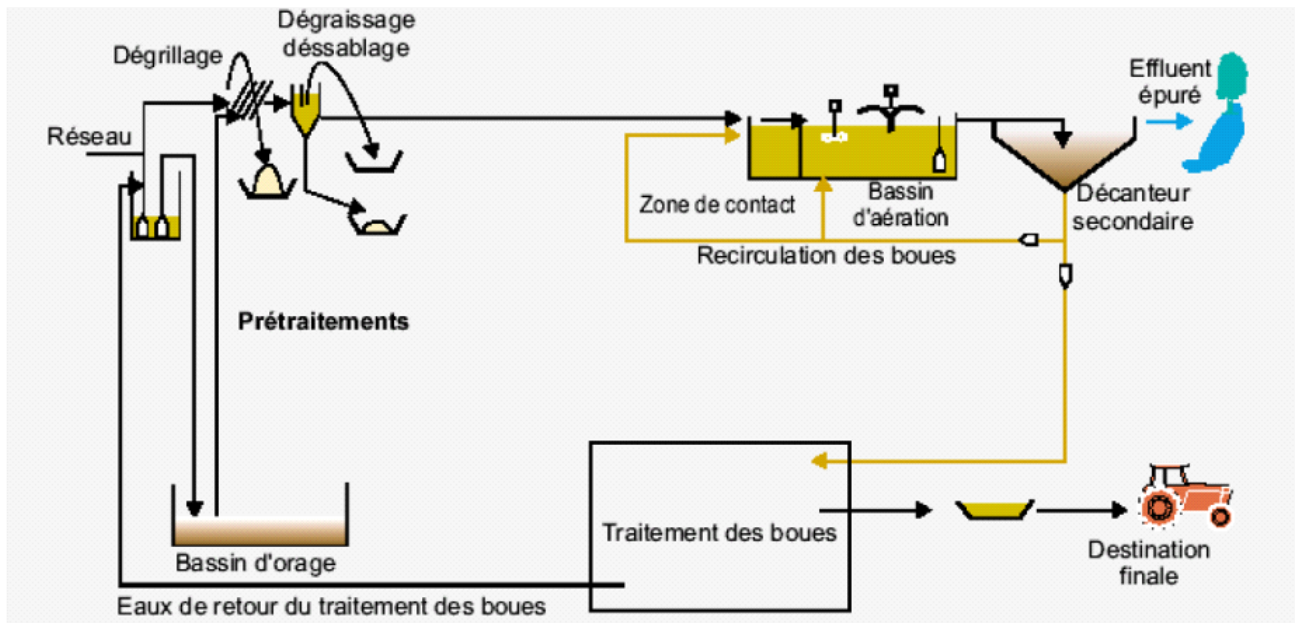 Dégraissage
déssablage
Dégrillage
Effluent
épuré
Réseau
Zone de contact
Bassin
d'aération
Décanteur
secondaire
Recirculation des boues
Prétraitements
Traitement des boues
Bassin d'orage
Destination
finale
Eaux de retour du traitement des boues